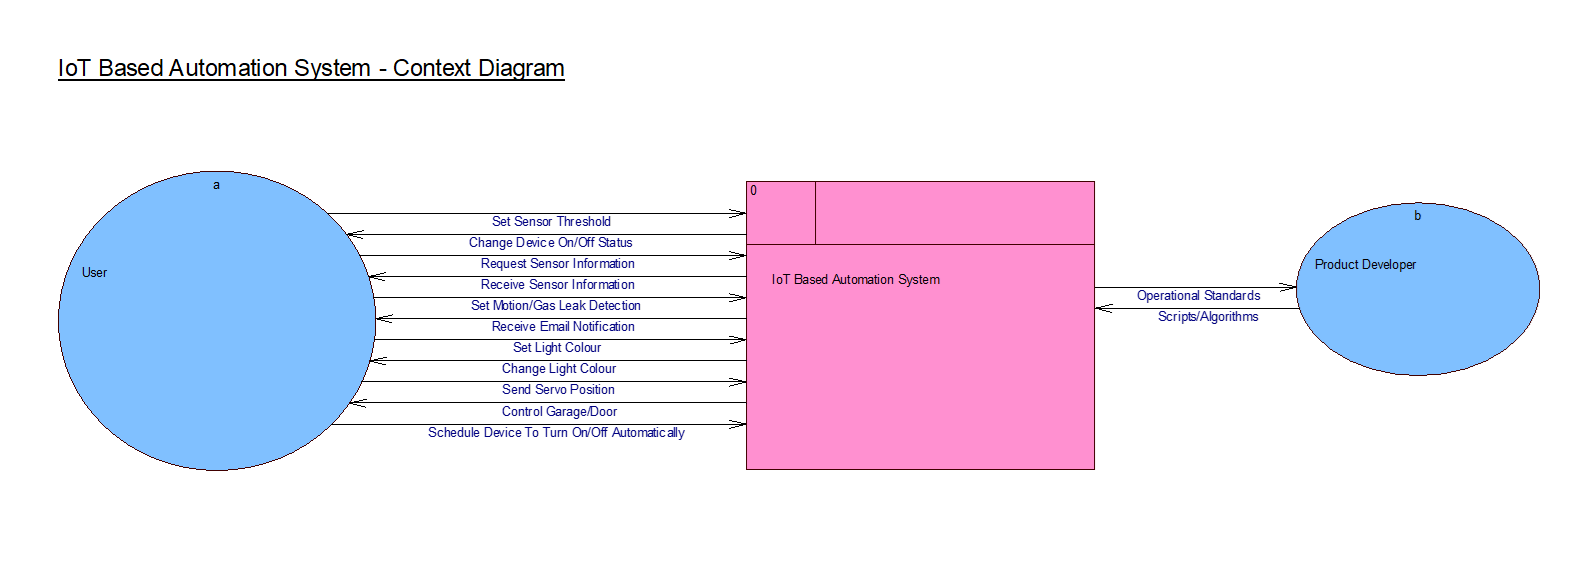 IoT Based Automation System - Context Diagram
a
User
Set Sensor Threshold
Change Device On/Off Status
Request Sensor Information
Receive Sensor Information
Set Motion/Gas Leak Detection
Receive Email Notification
Set Light Colour
Change Light Colour
Send Servo Position
Control Garage/Door
Schedule Device To Turn On/Off Automatically
0
IoT Based Automation System
Operational Standards
Scripts/Algorithms
b
Product Developer